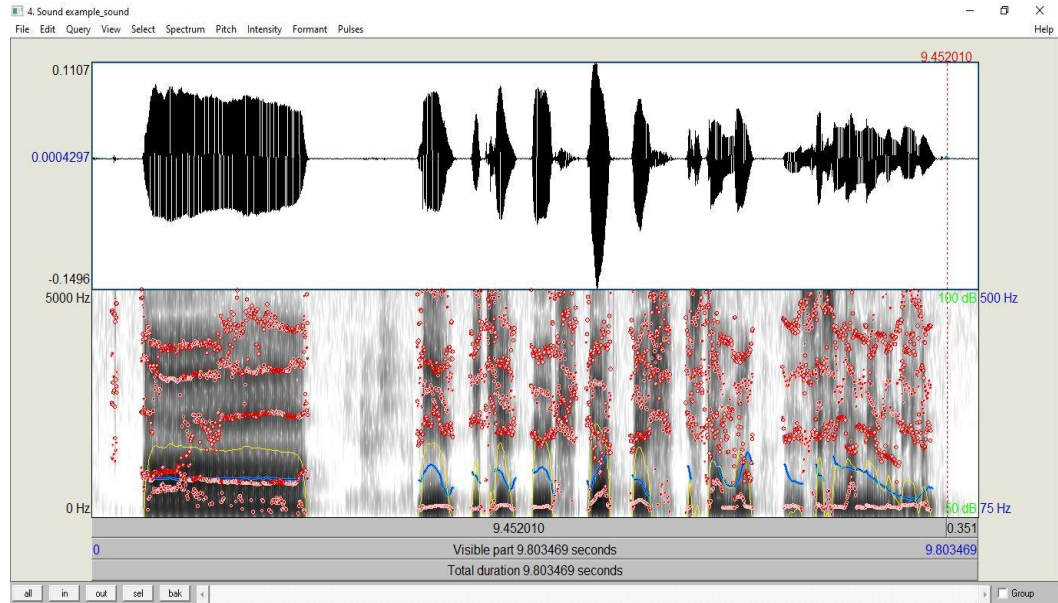 4. Sound example_sound
File Edit Query View Select Spectrum Pitch Intensity Formant Pulses Help
9.452010
0.1107
0.0004297
-0.1496
5000 Hz 100 dB 500 Hz
0 Hz 50 dB 75 Hz
9.452010 0.351
0 Visible part 9.803469 seconds 9.803469
Total duration 9.803469 seconds
all in out sel bak Group